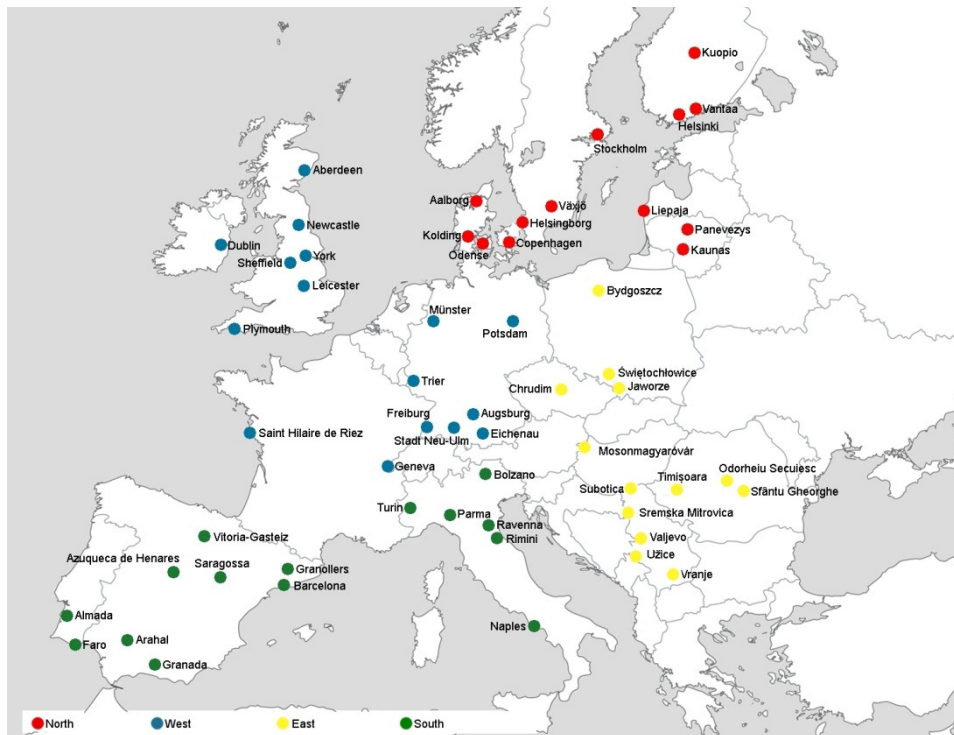 Kuopio
Vantaa
Helsinki
Stockholm
Aberdeen
Aalborg
Växjö
Liepaja
Newcastle
Helsingborg
Panevezys
Kolding
Copenhagen
Dublin
Odense
Kaunas
York
Sheffield
Leicester
Bydgoszcz
Münster
Plymouth
Potsdam
Świętochłowice
Trier
Chrudim
Jaworze
Freiburg
Augsburg
Saint Hilaire de Riez
Stadt Neu-Ulm
Eichenau
Mosonmagyaróvár
Geneva
Odorheiu Secuiesc
Bolzano
Timişoara
Subotica
Sfântu Gheorghe
Turin
Parma
Sremska Mitrovica
Ravenna
Vitoria-Gasteiz
Rimini
Valjevo
Azuqueca de Henares
Užice
Saragossa
Granollers
Vranje
Barcelona
Almada
Naples
Arahal
Faro
Granada
North West East South